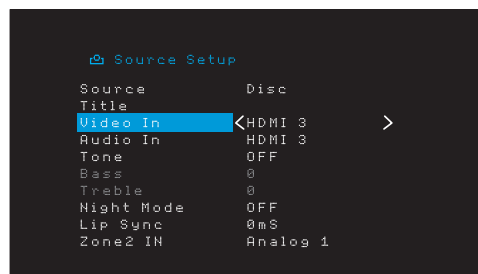 Source Setup
Source Disc
Title
Video In < HDMI 3 >
Audio In HDMI 3
Tone OFF
Bass 0
Treble 0
Night Mode OFF
Lip Sync 0mS
Zone2 IN Analog 1